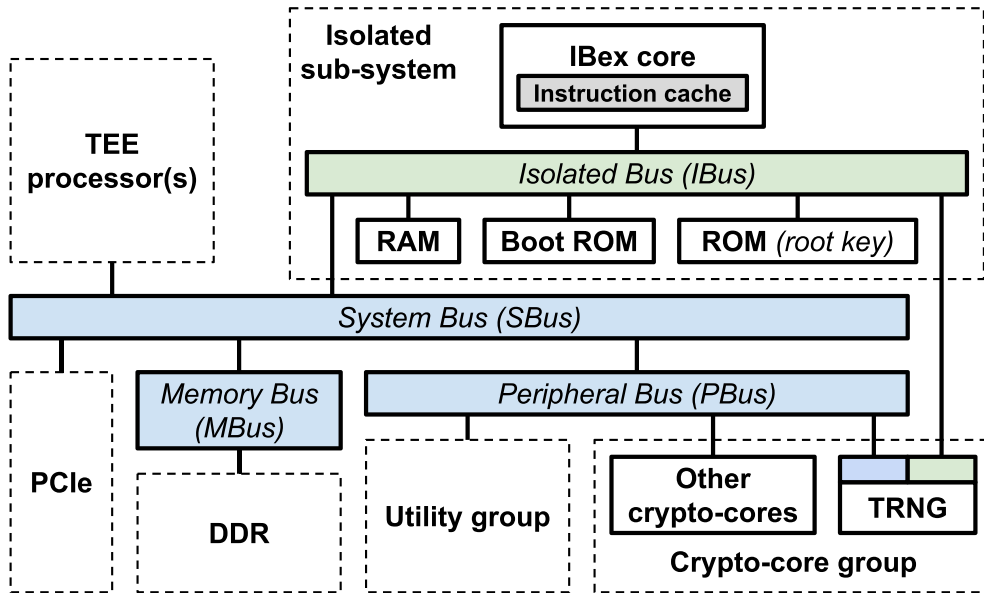 Isolated
sub-system
IBex core
Instruction cache
TEE
processor(s)
Isolated Bus (IBus)
RAM
Boot ROM
ROM (root key)
System Bus (SBus)
Memory Bus
(MBus)
Peripheral Bus (PBus)
PCIe
DDR
Utility group
Other
crypto-cores
TRNG
Crypto-core group